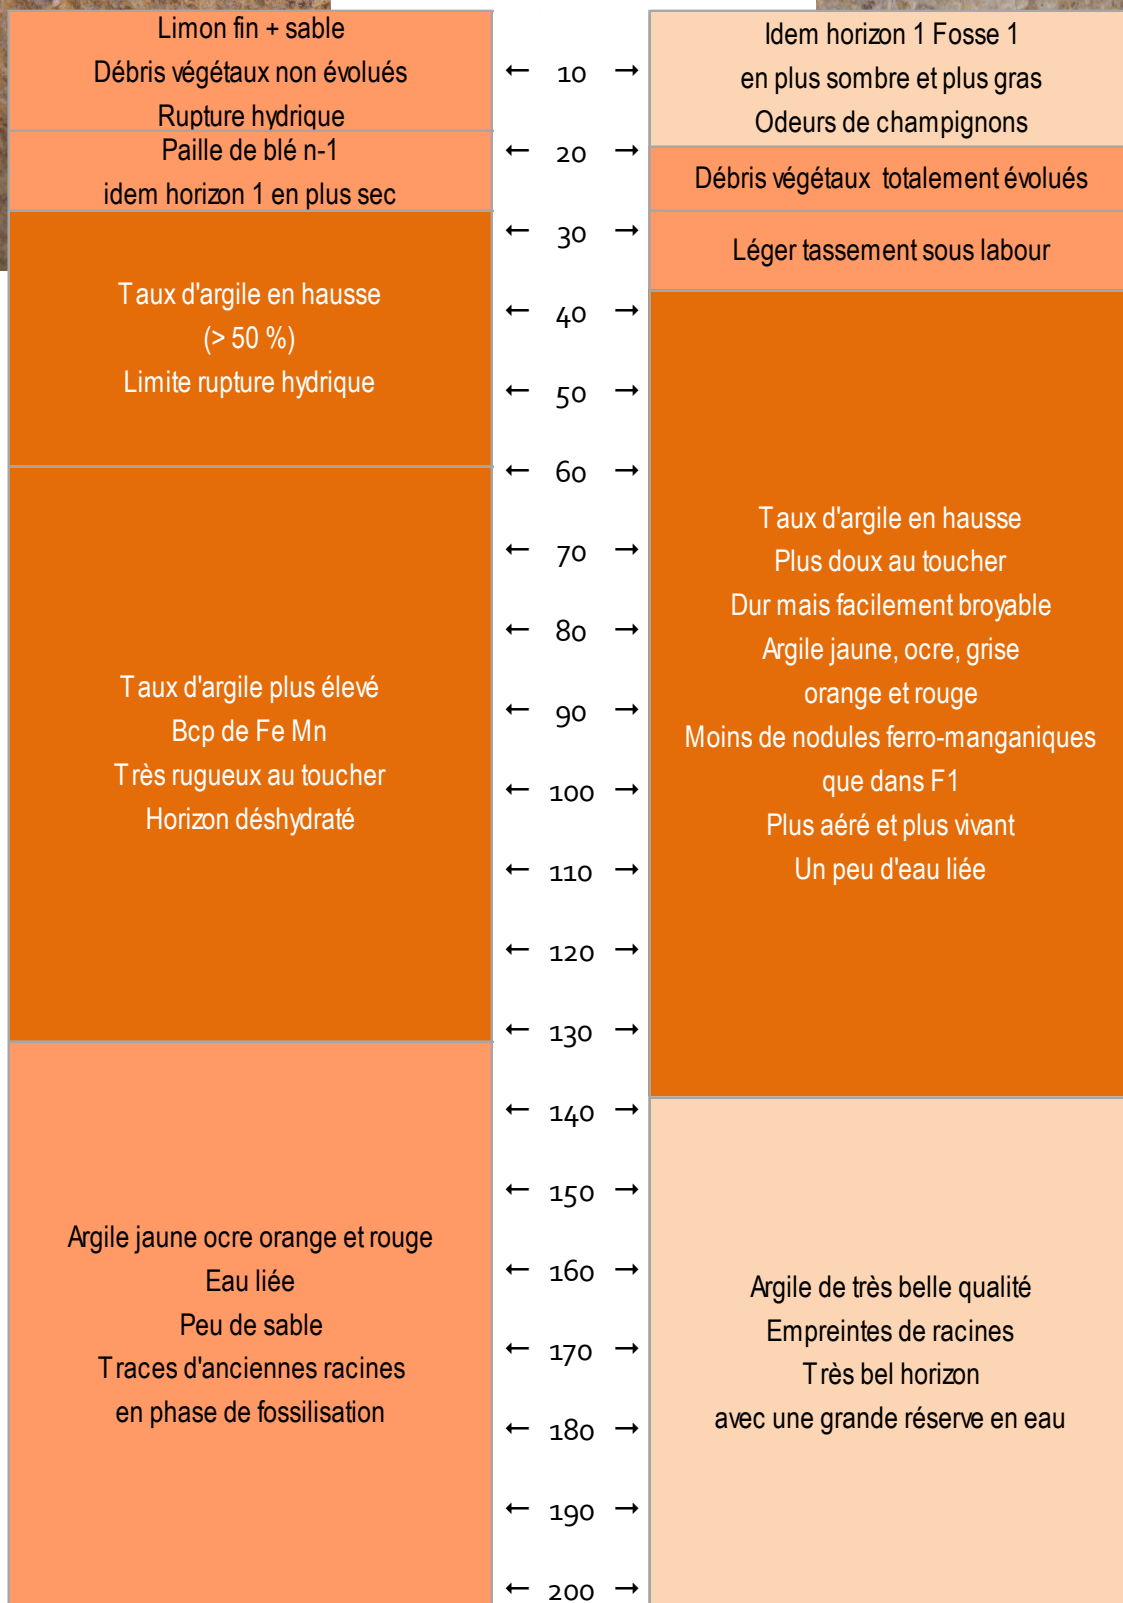 Limon fin + sable
Débris végétaux non évolués
Rupture hydrique
Paille de blé n-1
idem horizon 1 en plus sec
Taux d'argile en hausse
(> 50 %)
Limite rupture hydrique
Taux d'argile plus élevé
Bcp de Fe Mn
Très rugueux au toucher
Horizon déshydraté
Argile jaune ocre orange et rouge
Eau liée
Peu de sable
Traces d'anciennes racines
en phase de fossilisation
← 10 →
← 20 →
← 30 →
← 40 →
← 50 →
← 60 →
← 70 →
← 80 →
← 90 →
← 100 →
← 110 →
← 120 →
← 130 →
← 140 →
← 150 →
← 160 →
← 170 →
← 180 →
← 190 →
← 200 →
Idem horizon 1 Fosse 1
en plus sombre et plus gras
Odeurs de champignons
Débris végétaux totalement évolués
Léger tassement sous labour
Taux d'argile en hausse
Plus doux au toucher
Dur mais facilement broyable
Argile jaune, ocre, grise
orange et rouge
Moins de nodules ferro-manganiques
que dans F1
Plus aéré et plus vivant
Un peu d'eau liée
Argile de très belle qualité
Empreintes de racines
Très bel horizon
avec une grande réserve en eau